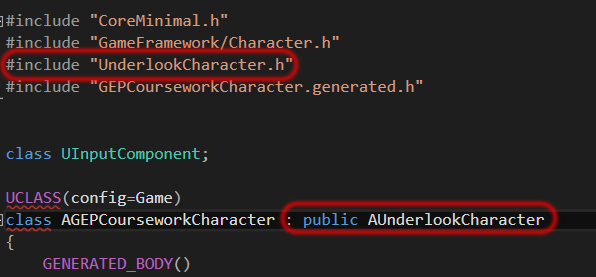 #include "CoreMinimal.h"
#include "GameFramework/Character.h"
#include "UnderlookCharacter.h"
#include "GEPCourseworkCharacter.generated.h"
class UInputComponent;
UCLASS(config=Game)
class AGEPCourseworkCharacter : public AUnderlookCharacter
{
GENERATED_BODY()